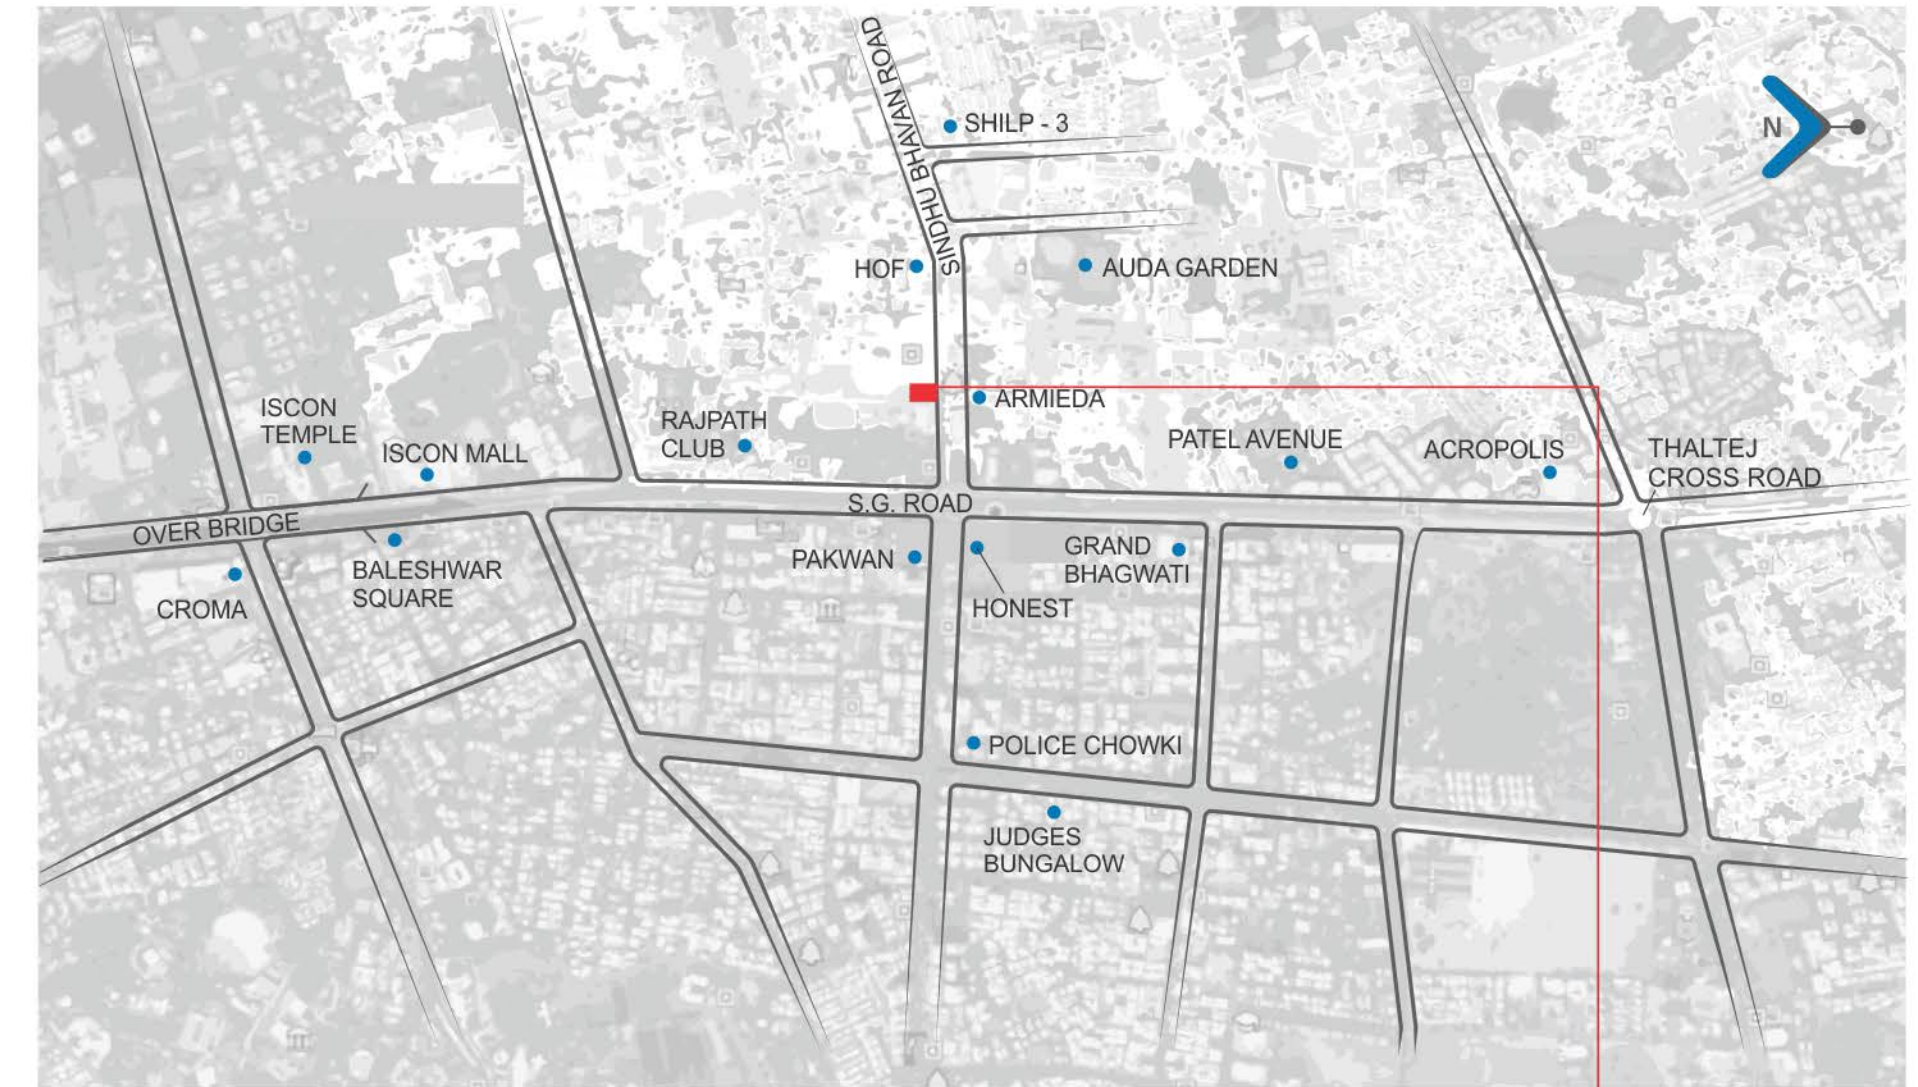 SINDHU BHAVAN ROAD
SHILP - 3
N
HOF
AUDA GARDEN
ARMIEDA
ISCON
TEMPLE
ISCON MALL
RAJPATH
CLUB
PATEL AVENUE
ACROPOLIS
THALTEJ
CROSS ROAD
S.G. ROAD
OVER BRIDGE
CROMA
BALESHWAR
SQUARE
PAKWAN
HONEST
GRAND
BHAGWATI
POLICE CHOWKI
JUDGES
BUNGALOW